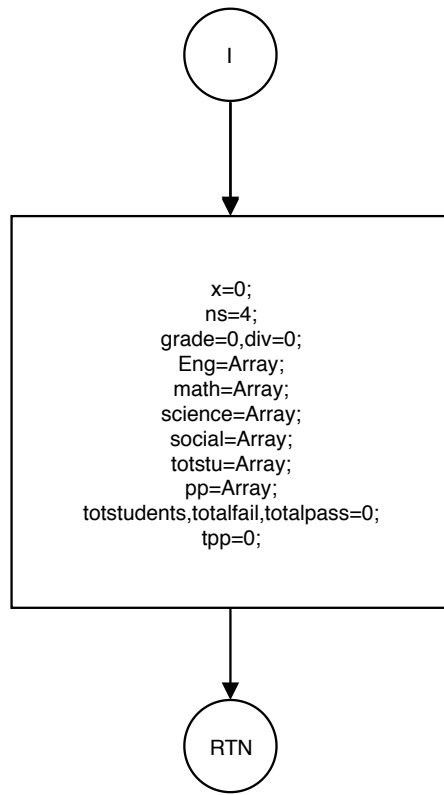 I
x=0;
ns=4;
grade=0,div=0;
Eng=Array;
math=Array;
science=Array;
social=Array;
totstu=Array;
pp=Array;
totstudents,totalfail,totalpass=0;
tpp=0;
RTN